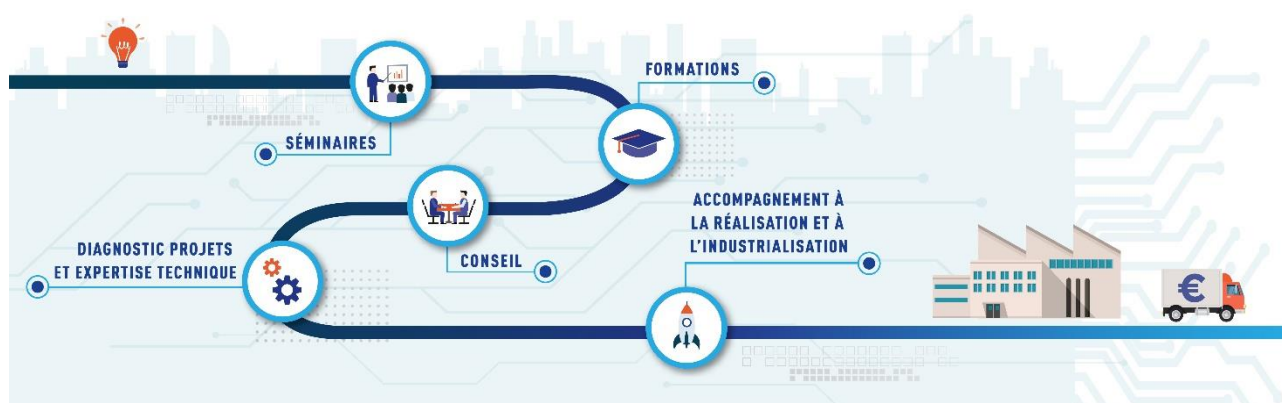 SÉMINAIRES
FORMATIONS
CONSEIL
DIAGNOSTIC PROJETS
ET EXPERTISE TECHNIQUE
ACCOMPAGNEMENT À
LA RÉALISATION ET À
L'INDUSTRIALISATION
€